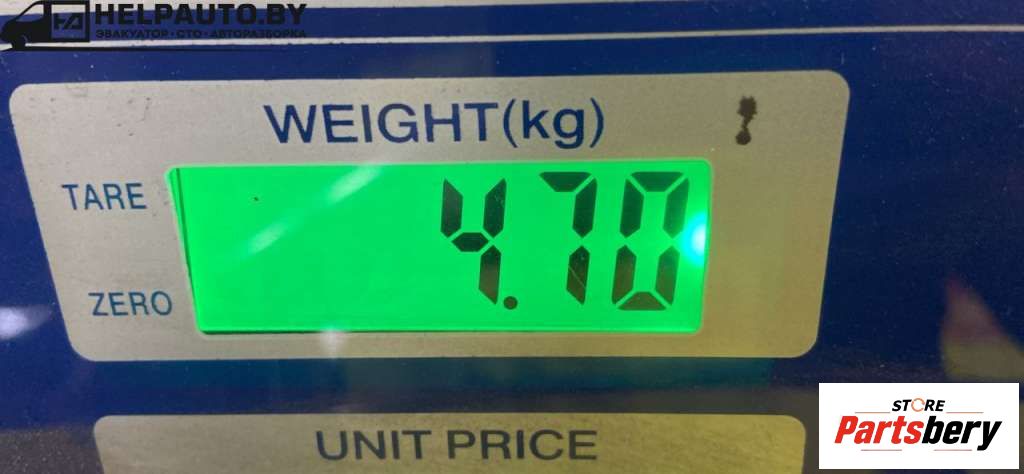 HELPAUTO.BY
ЭВАКУАТОР · СТО · АВТОРАЗБОРКА
WEIGHT(kg)
TARE
4.70
ZERO
UNIT PRICE
STORE
Partsbery